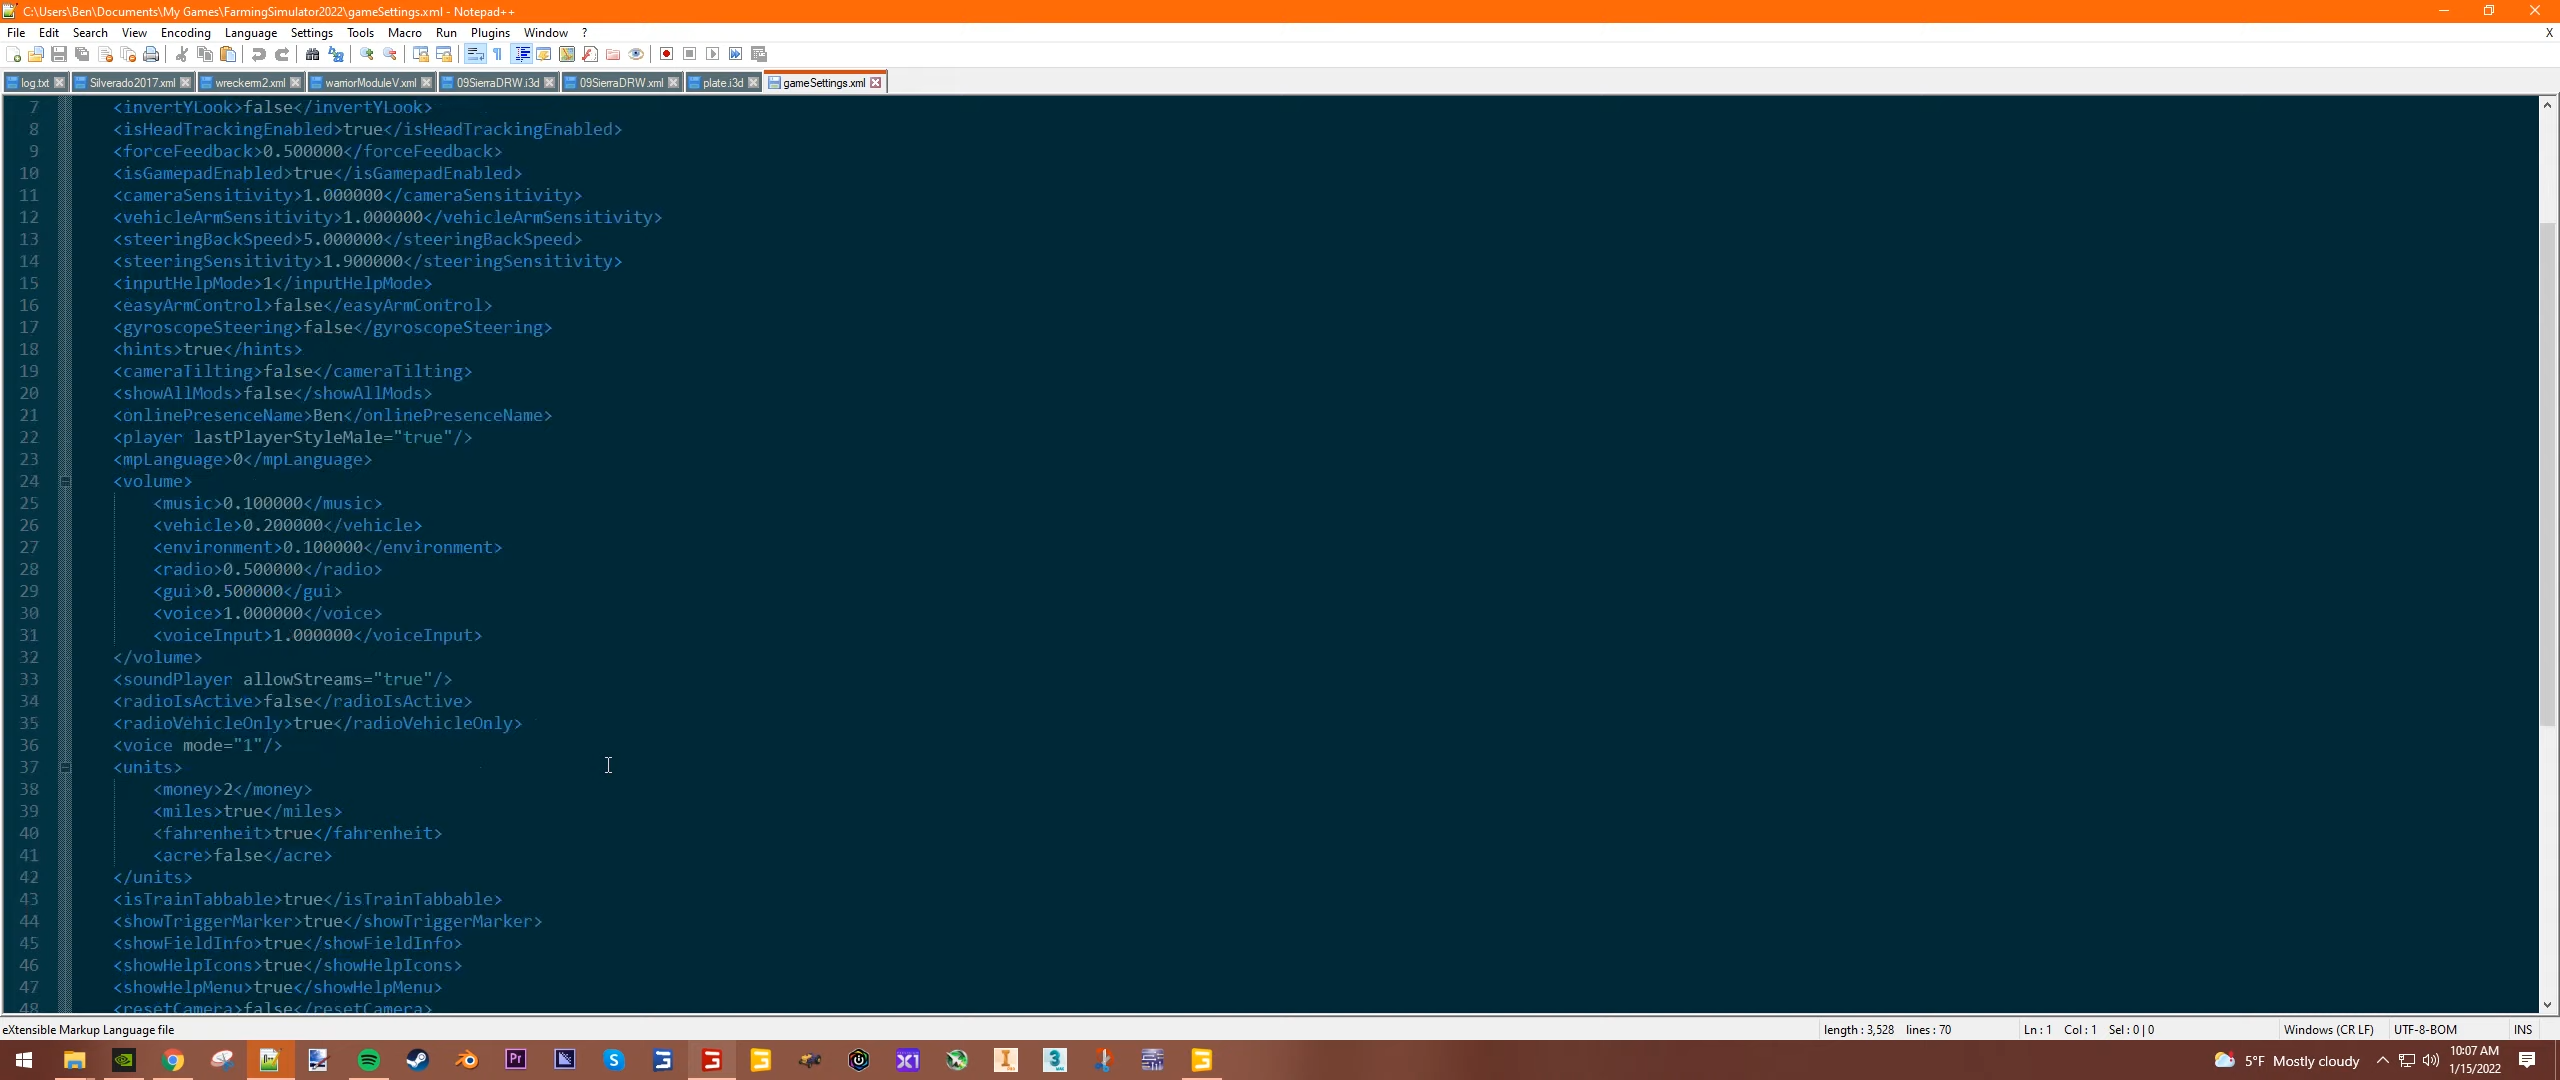 C:\Users\Ben\Documents\My Games\FarmingSimulator2022\gameSettings.xml - Notepad++
File Edit Search View Encoding Language Settings Tools Macro Run Plugins Window ? X
log.txt Silverado2017.xml wreckerm2.xml warriorModuleV.xml 09SierraDRW.i3d 09SierraDRW.xml plate.i3d gameSettings.xml
7 <invertYLook>false</invertYLook>
8 <isHeadTrackingEnabled>true</isHeadTrackingEnabled>
9 <forceFeedback>0.500000</forceFeedback>
10 <isGamepadEnabled>true</isGamepadEnabled>
11 <cameraSensitivity>1.000000</cameraSensitivity>
12 <vehicleArmSensitivity>1.000000</vehicleArmSensitivity>
13 <steeringBackSpeed>5.000000</steeringBackSpeed>
14 <steeringSensitivity>1.900000</steeringSensitivity>
15 <inputHelpMode>1</inputHelpMode>
16 <easyArmControl>false</easyArmControl>
17 <gyroscopeSteering>false</gyroscopeSteering>
18 <hints>true</hints>
19 <cameraTilting>false</cameraTilting>
20 <showAllMods>false</showAllMods>
21 <onlinePresenceName>Ben</onlinePresenceName>
22 <player lastPlayerStyleMale="true"/>
23 <mpLanguage>0</mpLanguage>
24 <volume>
25 <music>0.100000</music>
26 <vehicle>0.200000</vehicle>
27 <environment>0.100000</environment>
28 <radio>0.500000</radio>
29 <gui>0.500000</gui>
30 <voice>1.000000</voice>
31 <voiceInput>1.000000</voiceInput>
32 </volume>
33 <soundPlayer allowStreams="true"/>
34 <radioIsActive>false</radioIsActive>
35 <radioVehicleOnly>true</radioVehicleOnly>
36 <voice mode="1"/>
37 <units>
38 <money>2</money>
39 <miles>true</miles>
40 <fahrenheit>true</fahrenheit>
41 <acre>false</acre>
42 </units>
43 <isTrainTabbable>true</isTrainTabbable>
44 <showTriggerMarker>true</showTriggerMarker>
45 <showFieldInfo>true</showFieldInfo>
46 <showHelpIcons>true</showHelpIcons>
47 <showHelpMenu>true</showHelpMenu>
48 <resetCamera>false</resetCamera>
eXtensible Markup Language file length : 3,528 lines : 70 Ln : 1 Col : 1 Sel : 0 | 0 Windows (CR LF) UTF-8-BOM INS
5°F Mostly cloudy 10:07 AM
1/15/2022